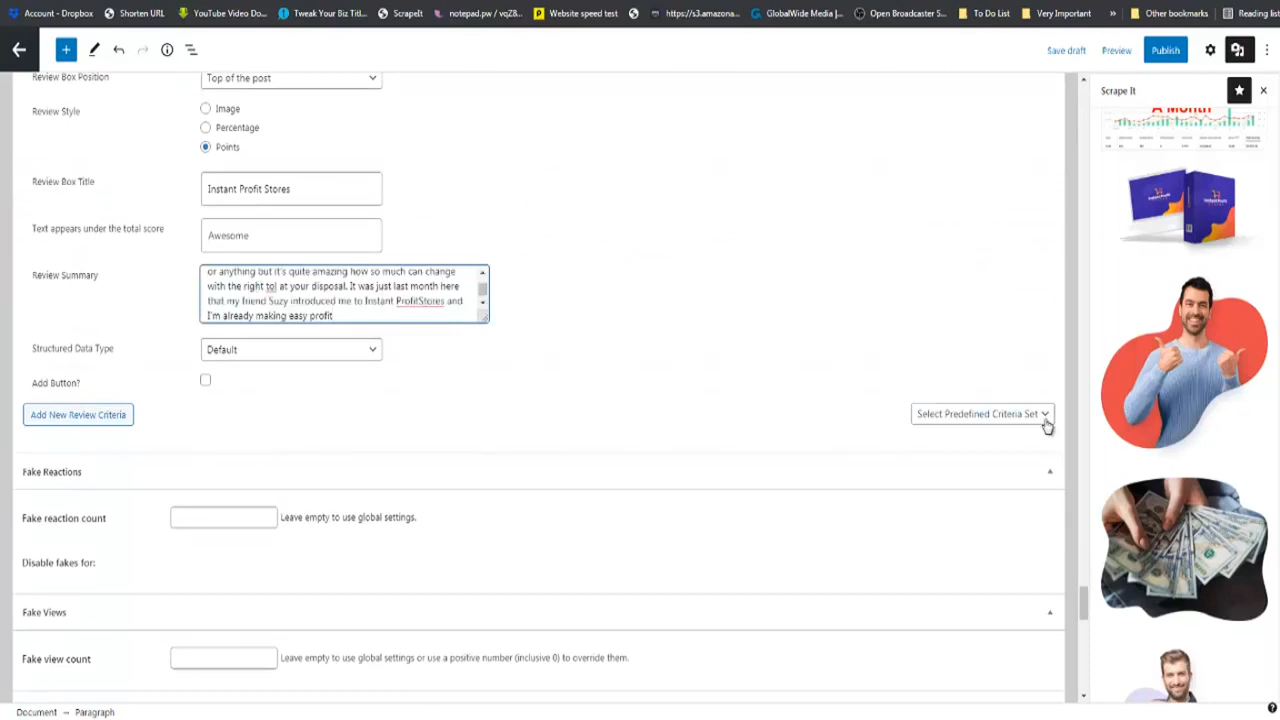 Account - Dropbox Shorten URL YouTube Video Do... Tweak Your Biz Titl... ScrapeIt notepad.pw / vqZ8... Website speed test https://s3.amazona... GlobalWide Media |... Open Broadcaster S... To Do List Very Important » Other bookmarks Reading list
Save draft Preview Publish
Scrape It
A Month
Review Box Position Top of the post
Review Style Image
Percentage
Points
Review Box Title Instant Profit Stores
Text appears under the total score Awesome
Review Summary or anything but it's quite amazing how so much can change
with the right tol at your disposal. It was just last month here
that my friend Suzy introduced me to Instant ProfitStores and
I'm already making easy profit
Structured Data Type Default
Add Button?
Add New Review Criteria Select Predefined Criteria Set
Fake Reactions
Fake reaction count Leave empty to use global settings.
Disable fakes for:
Fake Views
Fake view count Leave empty to use global settings or use a positive number (inclusive 0) to override them.
Document → Paragraph